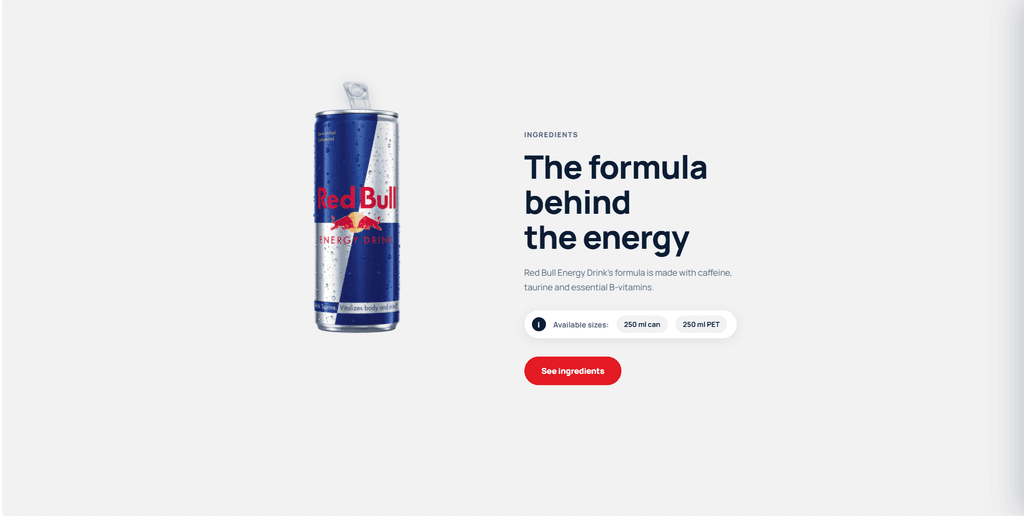 Red Bull
ENERGY DRINK
Taurine. Vitalizes body and mind
INGREDIENTS
The formula
behind
the energy
Red Bull Energy Drink's formula is made with caffeine,
taurine and essential B-vitamins.
i Available sizes: 250 ml can 250 ml PET
See ingredients